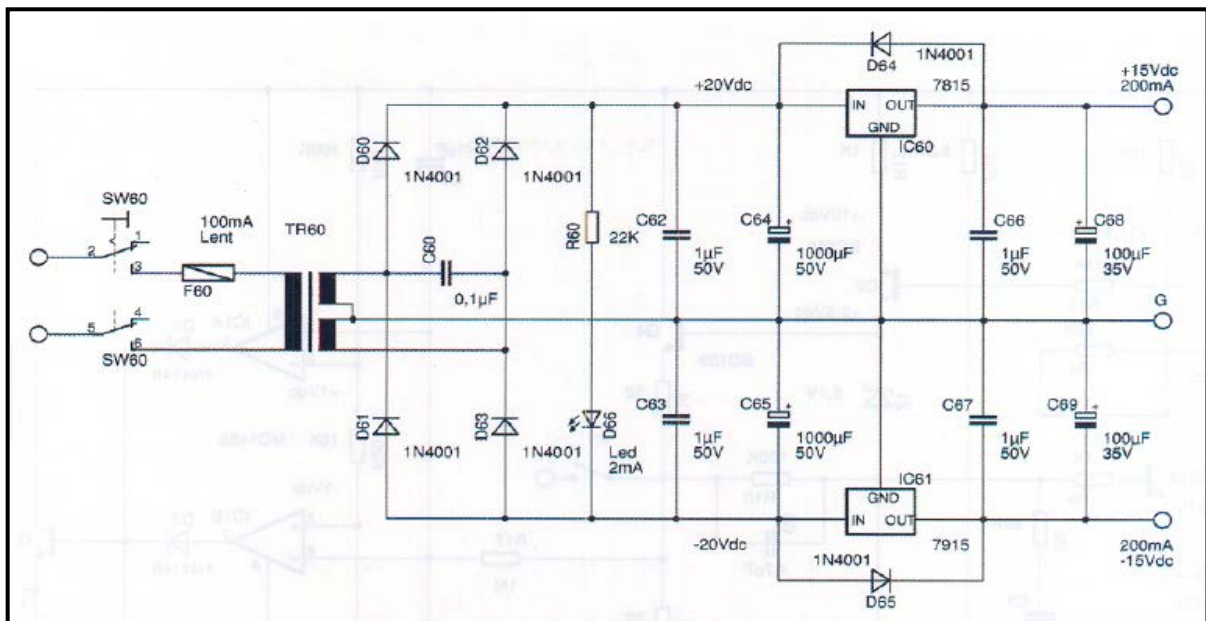 1N4001
D64
+20Vdc
7815
+15Vdc
200mA
IN OUT
GND
IC60
D60
D62
1N4001
1N4001
SW60
1
2
3
100mA
Lent
F60
TR60
C60
0,1µF
R60
22K
C62
1µF
50V
C64
+
1000µF
50V
C66
1µF
50V
+
C68
100µF
35V
G
4
5
6
SW60
D61
1N4001
D63
1N4001
D66
Led
2mA
C63
1µF
50V
C65
+
1000µF
50V
C67
1µF
50V
C69
+
100µF
35V
IC61
GND
IN OUT
-20Vdc
7915
200mA
-15Vdc
1N4001
D65